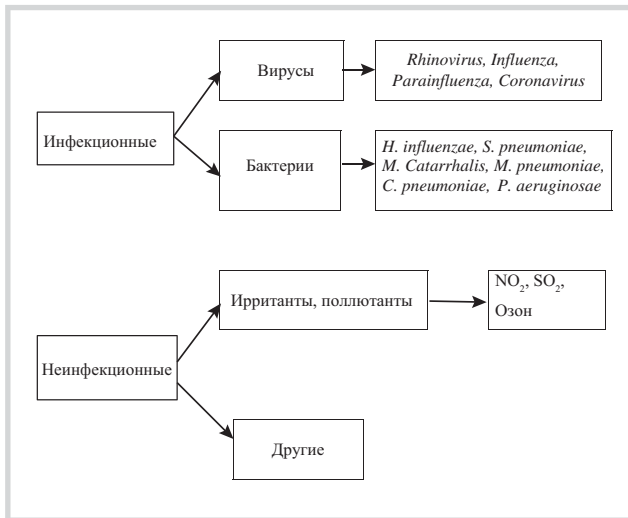 Инфекционные
Вирусы
Rhinovirus, Influenza,
Parainfluenza, Coronavirus
Бактерии
H. influenzae, S. pneumoniae,
M. Catarrhalis, M. pneumoniae,
C. pneumoniae, P. aeruginosae
Неинфекционные
Ирританты, поллютанты
NO₂, SO₂,
Озон
Другие